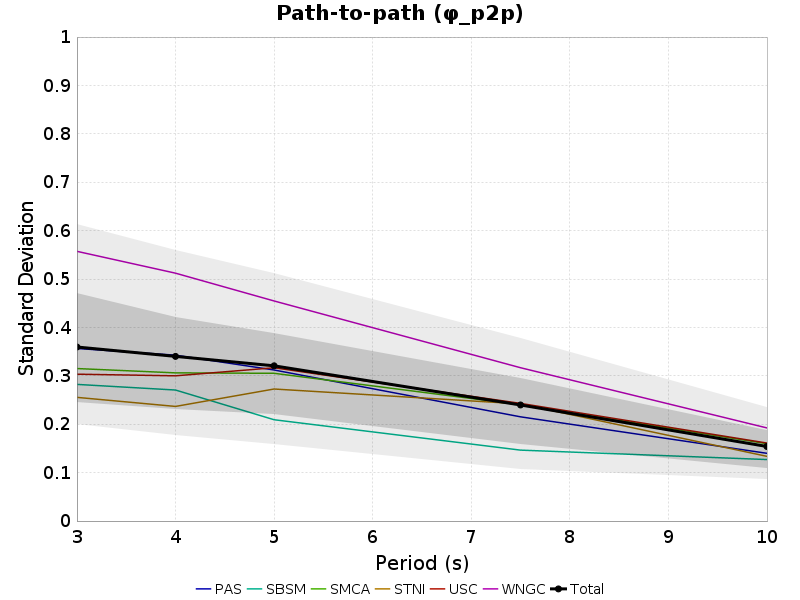 Path-to-path (φ_p2p)
1
0.9
0.8
0.7
0.6
0.5
0.4
0.3
0.2
0.1
0
Standard Deviation
3 4 5 6 7 8 9 10
Period (s)
PAS SBSM SMCA STNI USC WNGC Total